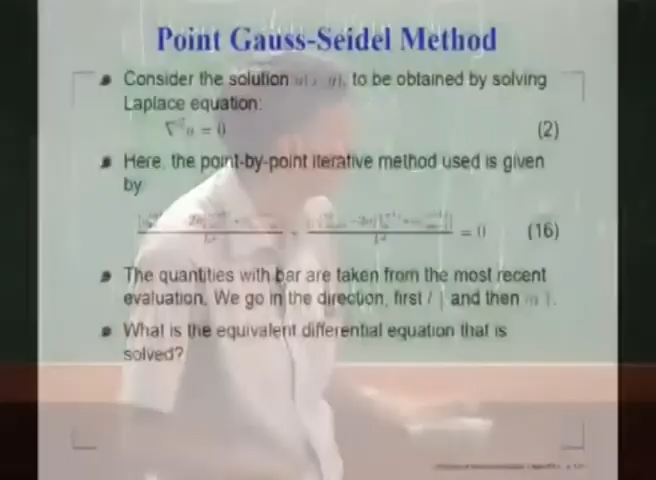 Point Gauss-Seidel Method
Consider the solution to be obtained by solving
Laplace equation:
∇²u = 0 (2)
Here, the point-by-point iterative method used is given
by
= 0 (16)
The quantities with bar are taken from the most recent
evaluation. We go in the direction, first l ↑ and then m ↑.
What is the equivalent differential equation that is
solved?